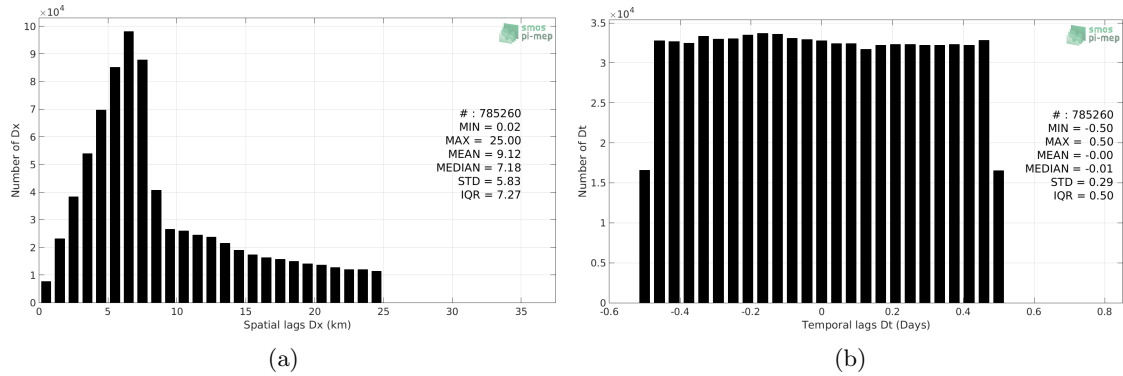 ×10⁴
10
9
8
7
6
5
4
3
2
1
0
Number of Dx
smos
pi-mep
# : 785260
MIN = 0.02
MAX = 25.00
MEAN = 9.12
MEDIAN = 7.18
STD = 5.83
IQR = 7.27
0 5 10 15 20 25 30 35
Spatial lags Dx (km)
(a)
×10⁴
3.5
3
2.5
2
1.5
1
0.5
0
Number of Dt
smos
pi-mep
# : 785260
MIN = -0.50
MAX = 0.50
MEAN = -0.00
MEDIAN = -0.01
STD = 0.29
IQR = 0.50
-0.6 -0.4 -0.2 0 0.2 0.4 0.6 0.8
Temporal lags Dt (Days)
(b)